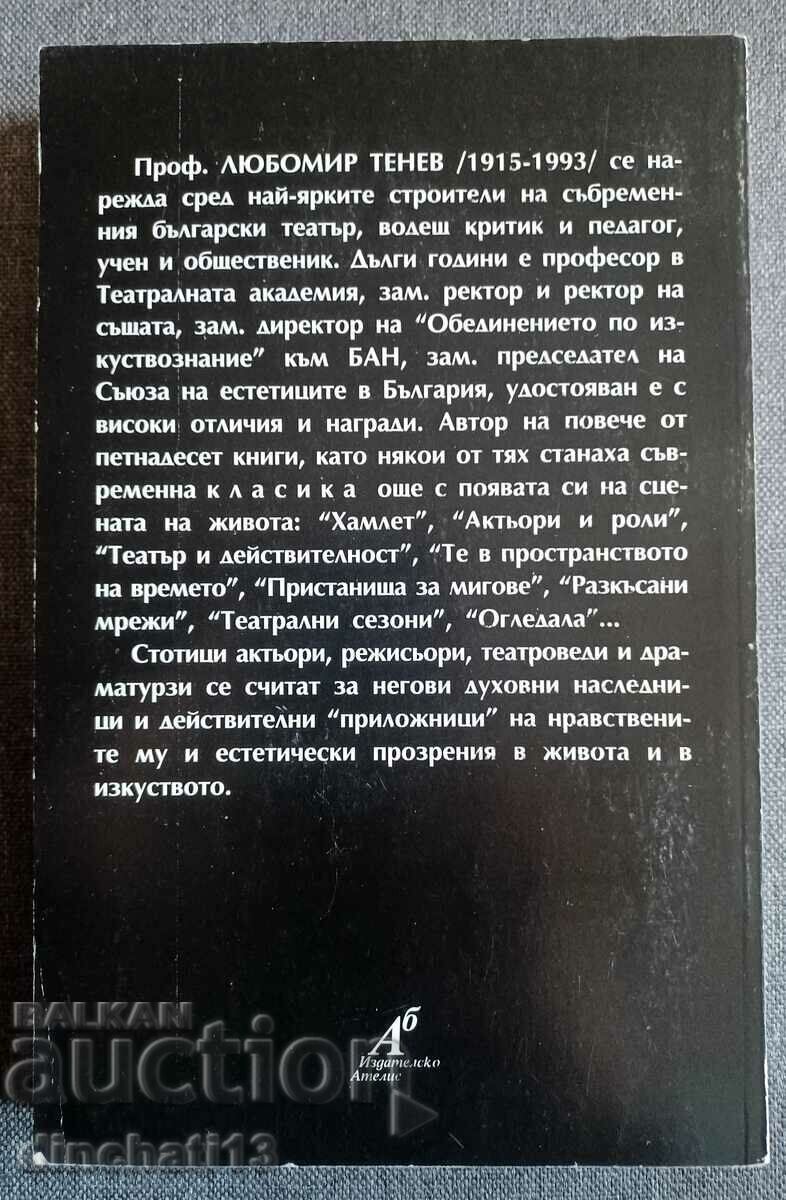 Проф. ЛЮБОМИР ТЕНЕВ /1915-1993/ се на-
режда сред най-ярките строители на съвремен-
ния български театър, водещ критик и педагог,
учен и общественик. Дълги години е професор в
Театралната академия, зам. ректор и ректор на
същата, зам. директор на “Обединението по из-
куствознание” към БАН, зам. председател на
Съюза на естетиците в България, удостояван е с
високи отличия и награди. Автор на повече от
петнадесет книги, като някои от тях станаха съв-
ременна класика още с появата си на сце-
ната на живота: “Хамлет”, “Актьори и роли”,
“Театър и действителност”, “Те в пространството
на времето”, “Пристанища за мигове”, “Разкъсани
мрежи”, “Театрални сезони”, “Огледала”...
Стотици актьори, режисьори, театроведи и дра-
матурзи се считат за негови духовни наследни-
ци и действителни “приложници” на нравствени-
те му и естетически прозрения в живота и в
изкуството.
Аб
Издателско
Ателие
BALKAN
auction
dinchati13